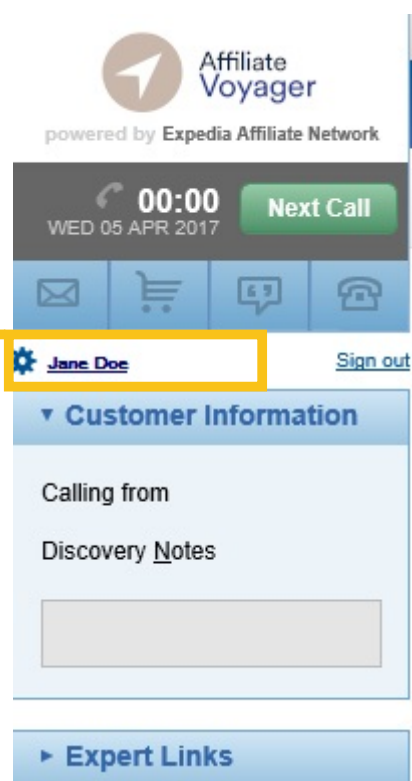 Affiliate
Voyager
powered by Expedia Affiliate Network
00:00 Next Call
WED 05 APR 2017
Jane Doe Sign out
▾ Customer Information
Calling from
Discovery Notes
▸ Expert Links